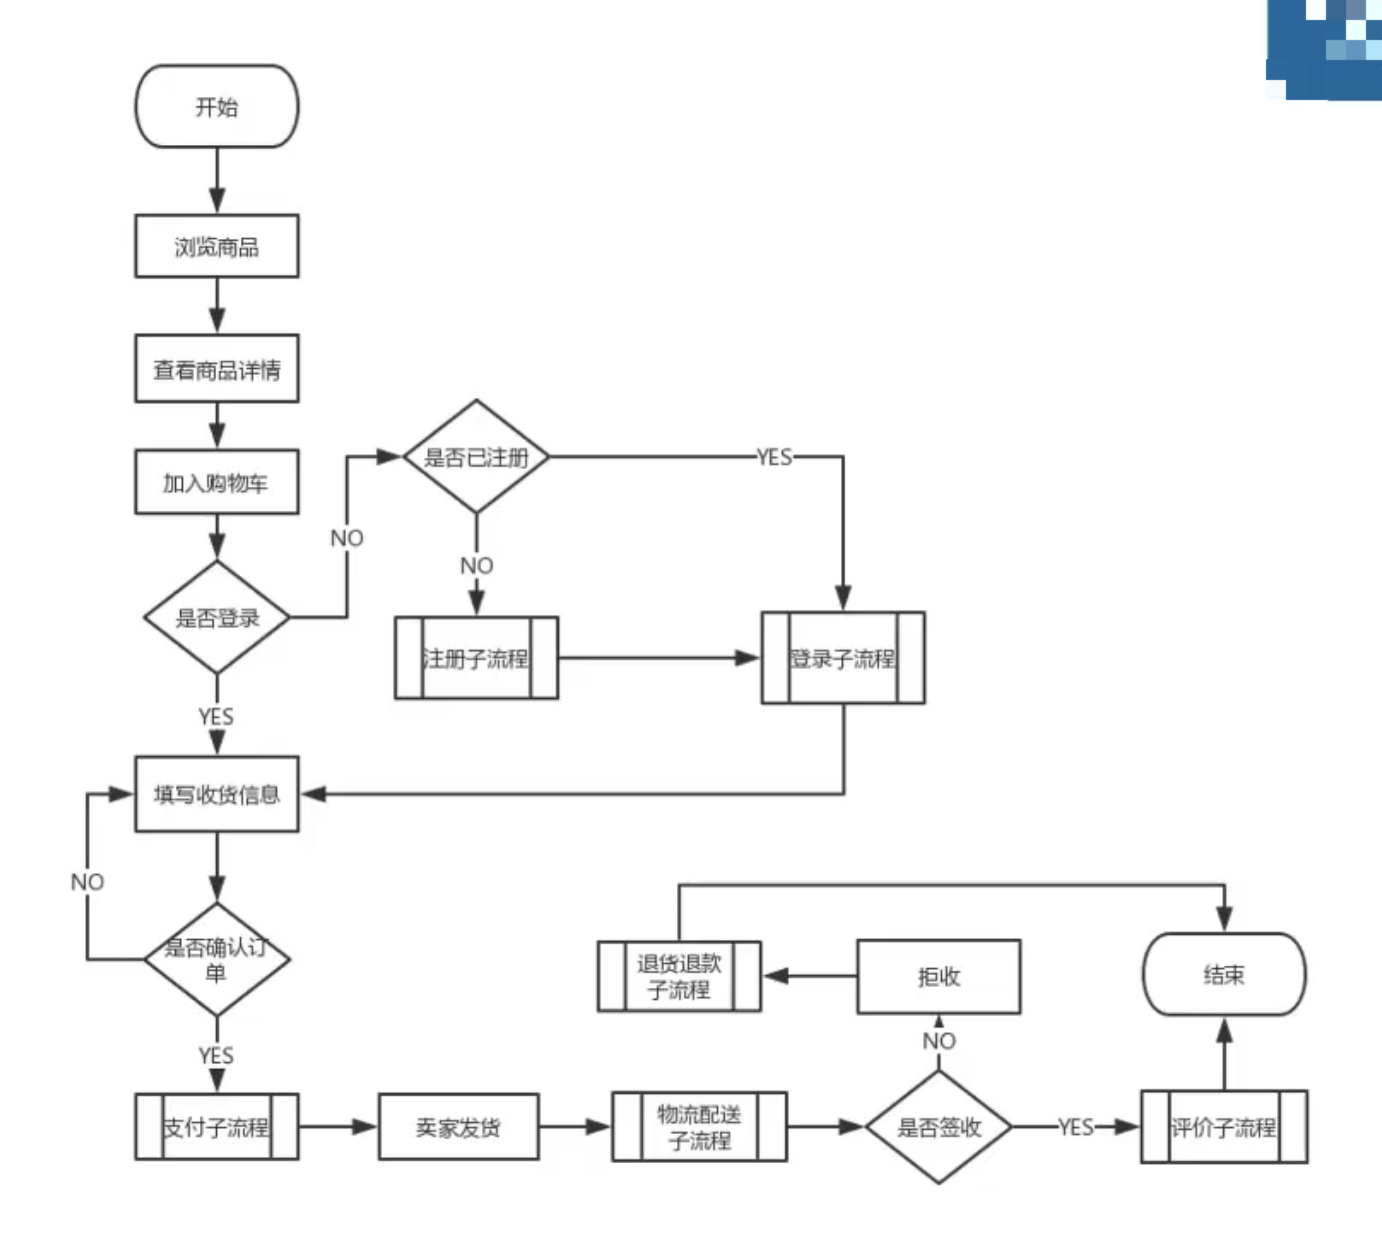 开始
浏览商品
查看商品详情
加入购物车
是否已注册
YES
NO
NO
是否登录
注册子流程
登录子流程
YES
填写收货信息
NO
是否确认订
单
退货退款
子流程
拒收
结束
YES
NO
支付子流程
卖家发货
物流配送
子流程
是否签收
YES
评价子流程